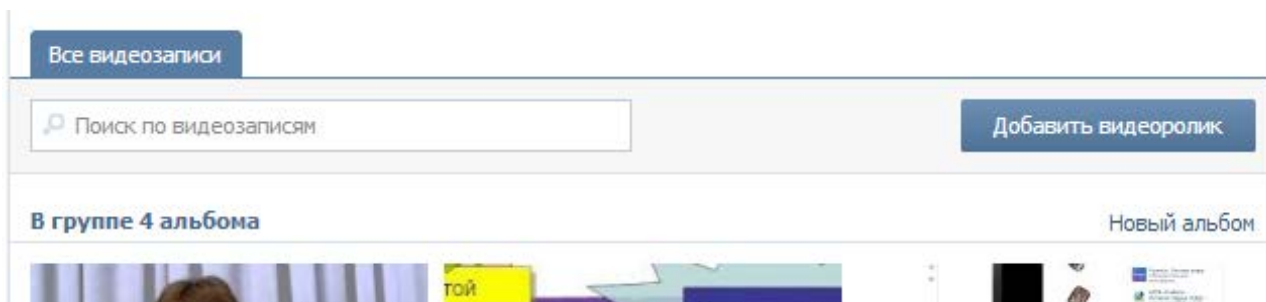 Все видеозаписи
Поиск по видеозаписям
Добавить видеоролик
В группе 4 альбома
Новый альбом
той